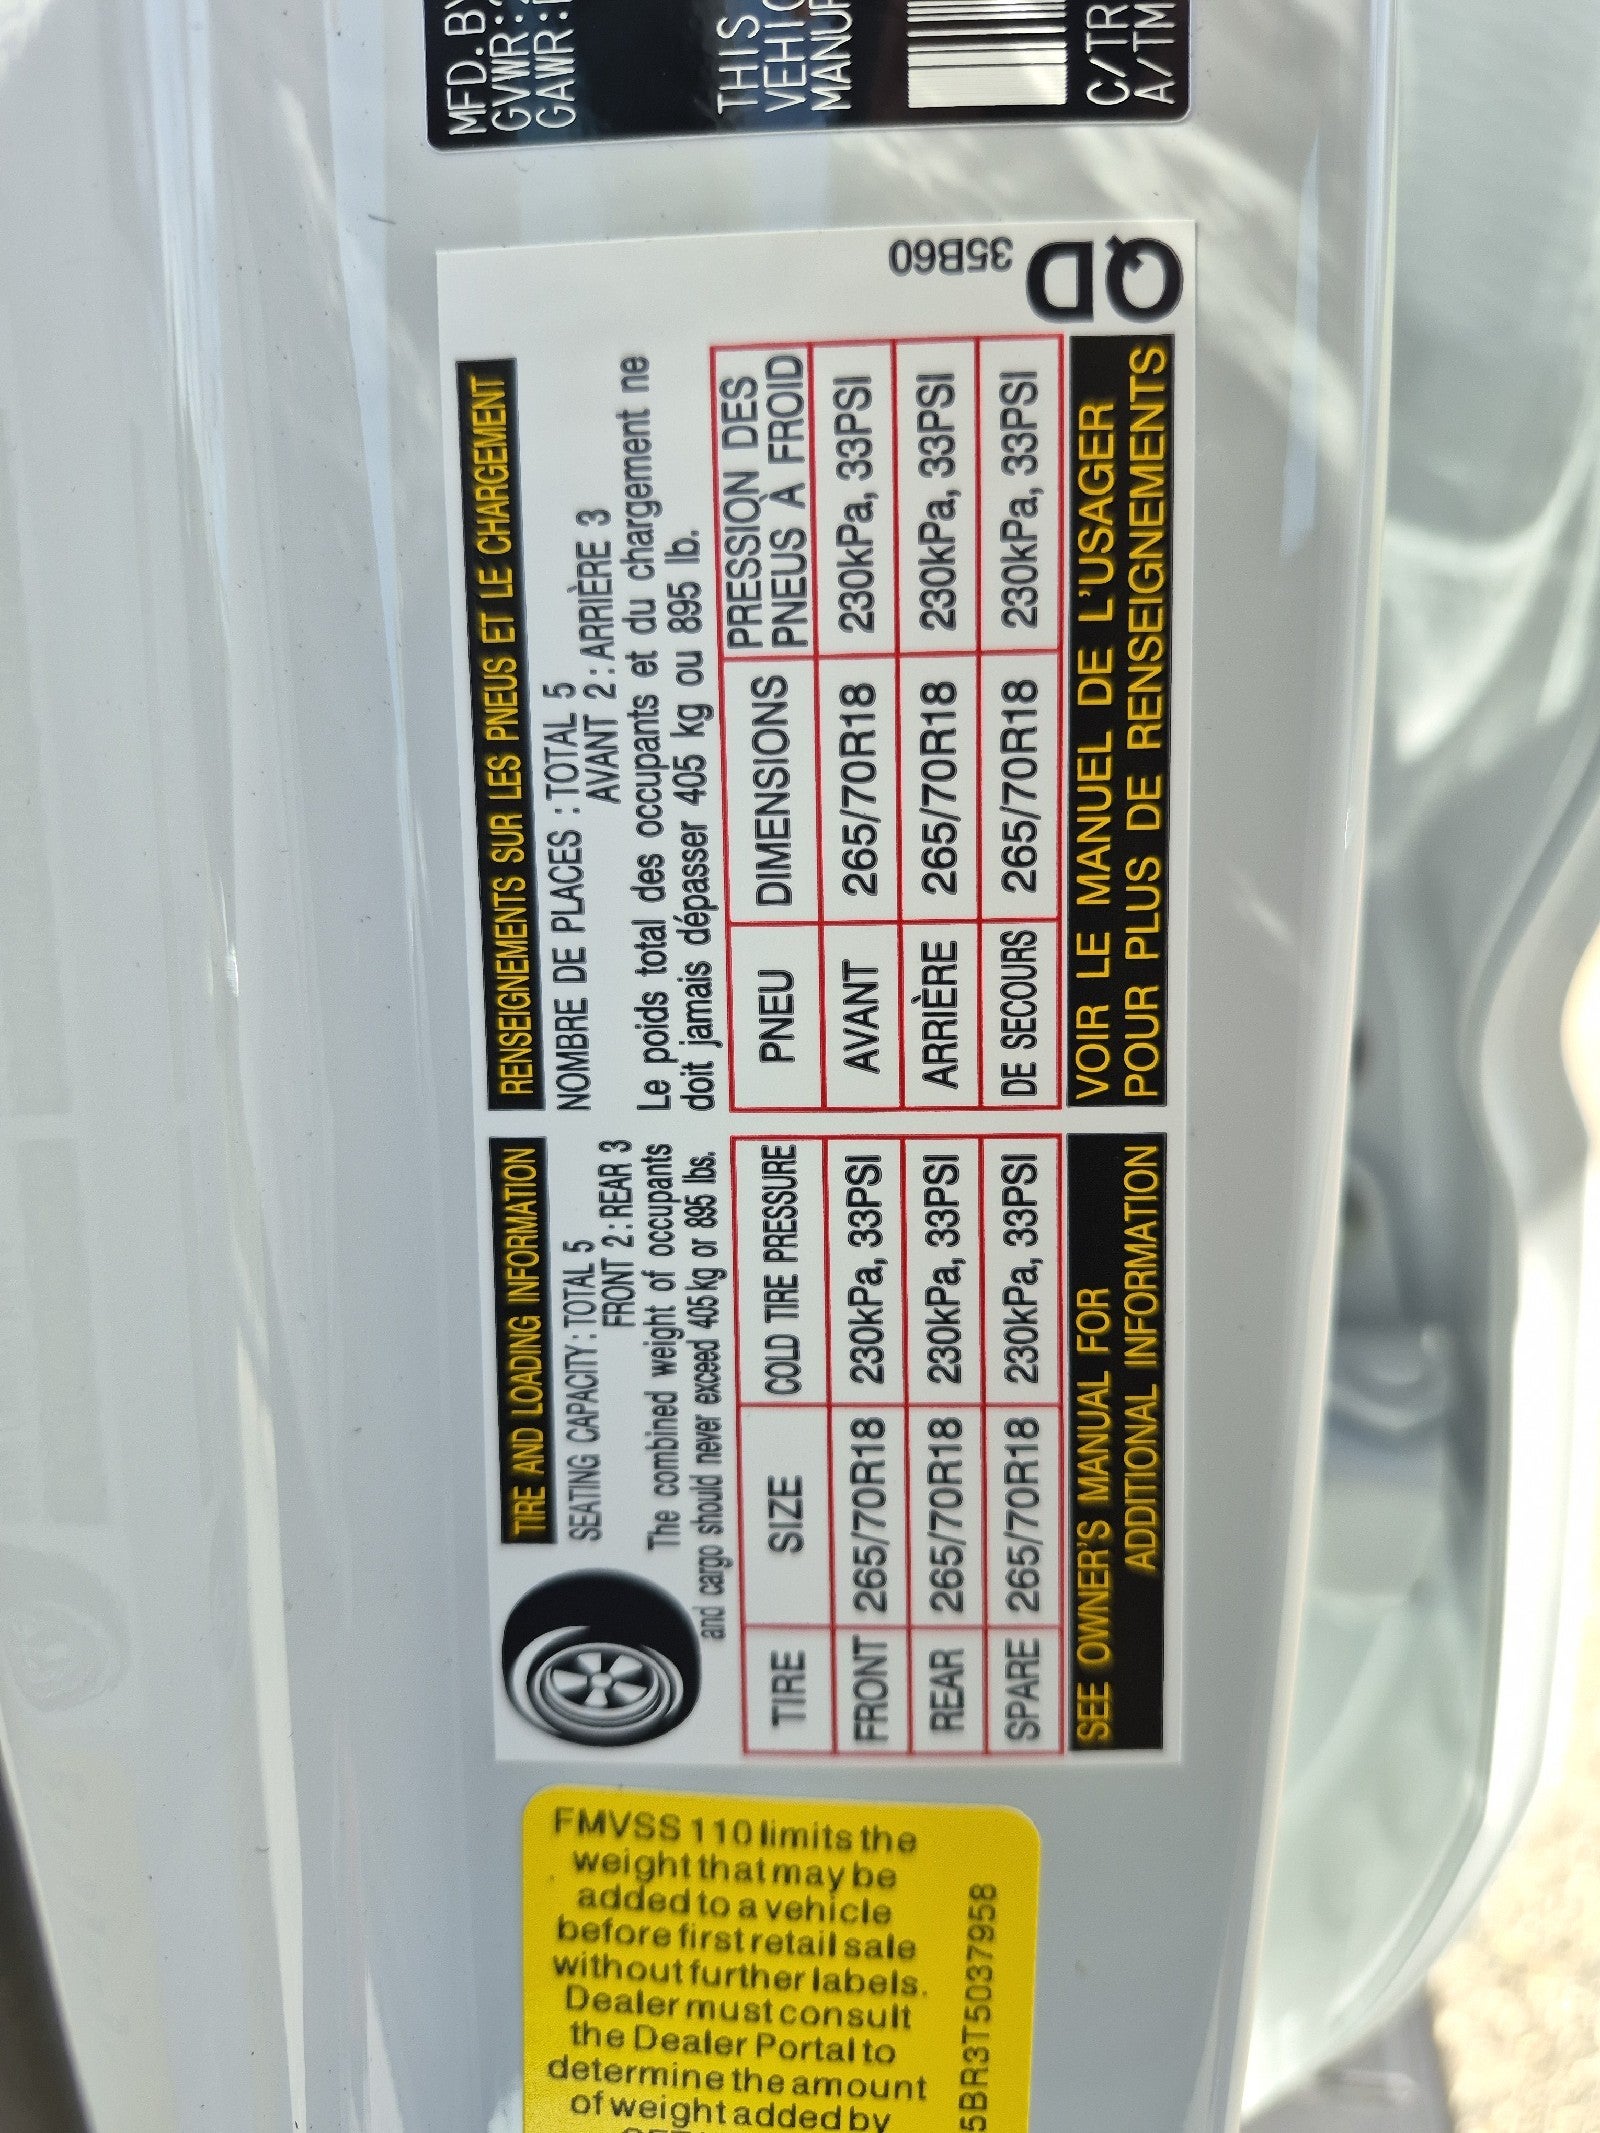 FMVSS 110 limits the
weight that may be
added to a vehicle
before first retail sale
without further labels.
Dealer must consult
the Dealer Portal to
determine the amount
of weight added by
5BR3T5037958
TIRE AND LOADING INFORMATION
SEATING CAPACITY : TOTAL 5
FRONT 2 : REAR 3
The combined weight of occupants
and cargo should never exceed 405 kg or 895 lbs.
TIRE SIZE COLD TIRE PRESSURE
FRONT 265/70R18 230kPa, 33PSI
REAR 265/70R18 230kPa, 33PSI
SPARE 265/70R18 230kPa, 33PSI
SEE OWNER'S MANUAL FOR
ADDITIONAL INFORMATION
RENSEIGNEMENTS SUR LES PNEUS ET LE CHARGEMENT
NOMBRE DE PLACES : TOTAL 5
AVANT 2 : ARRIÈRE 3
Le poids total des occupants et du chargement ne
doit jamais dépasser 405 kg ou 895 lb.
PNEU DIMENSIONS PRESSION DES
PNEUS À FROID
AVANT 265/70R18 230kPa, 33PSI
ARRIÈRE 265/70R18 230kPa, 33PSI
DE SECOURS 265/70R18 230kPa, 33PSI
VOIR LE MANUEL DE L'USAGER
POUR PLUS DE RENSEIGNEMENTS
35B60
QD
MFD.BY
GVWR:
GAWR:
THIS
VEHIC
MANUF
C/TR
A/TM